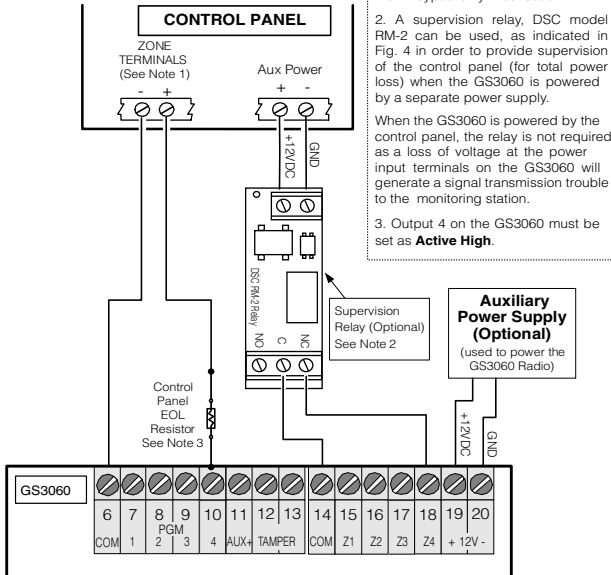 CONTROL PANEL
ZONE
TERMINALS
(See Note 1)
- +
Aux Power
+ -
+12VDC
GND
2. A supervision relay, DSC model
RM-2 can be used, as indicated in
Fig. 4 in order to provide supervision
of the control panel (for total power
loss) when the GS3060 is powered
by a separate power supply.
When the GS3060 is powered by the
control panel, the relay is not required
as a loss of voltage at the power
input terminals on the GS3060 will
generate a signal transmission trouble
to the monitoring station.
3. Output 4 on the GS3060 must be
set as Active High.
DSC RM-2 Relay
NO C NC
Supervision
Relay (Optional)
See Note 2
Auxiliary
Power Supply
(Optional)
(used to power the
GS3060 Radio)
+12VDC
GND
Control
Panel
EOL
Resistor
See Note 3
GS3060
6 7 8 9 10 11 12 13 14 15 16 17 18 19 20
PGM
COM 1 2 3 4 AUX+ TAMPER COM Z1 Z2 Z3 Z4 + 12V -